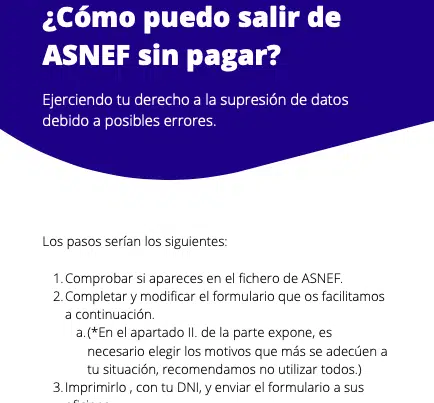 ¿Cómo puedo salir de
ASNEF sin pagar?
Ejerciendo tu derecho a la supresión de datos
debido a posibles errores.
Los pasos serían los siguientes:
1. Comprobar si apareces en el fichero de ASNEF.
2. Completar y modificar el formulario que os facilitamos
a continuación.
a. (*En el apartado II. de la parte expone, es
necesario elegir los motivos que más se adecúen a
tu situación, recomendamos no utilizar todos.)
3. Imprimirlo , con tu DNI, y enviar el formulario a sus